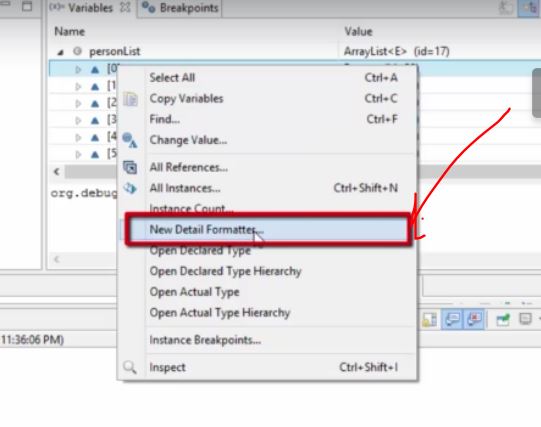 Variables
Breakpoints
Name
Value
personList
ArrayList<E> (id=17)
[0]
[1
[2
[3
[4
[5
org.debug
Select All Ctrl+A
Copy Variables Ctrl+C
Find... Ctrl+F
Change Value...
All References...
All Instances... Ctrl+Shift+N
Instance Count...
New Detail Formatter...
Open Declared Type
Open Declared Type Hierarchy
Open Actual Type
Open Actual Type Hierarchy
Instance Breakpoints...
Inspect Ctrl+Shift+I
11:36:06 PM)